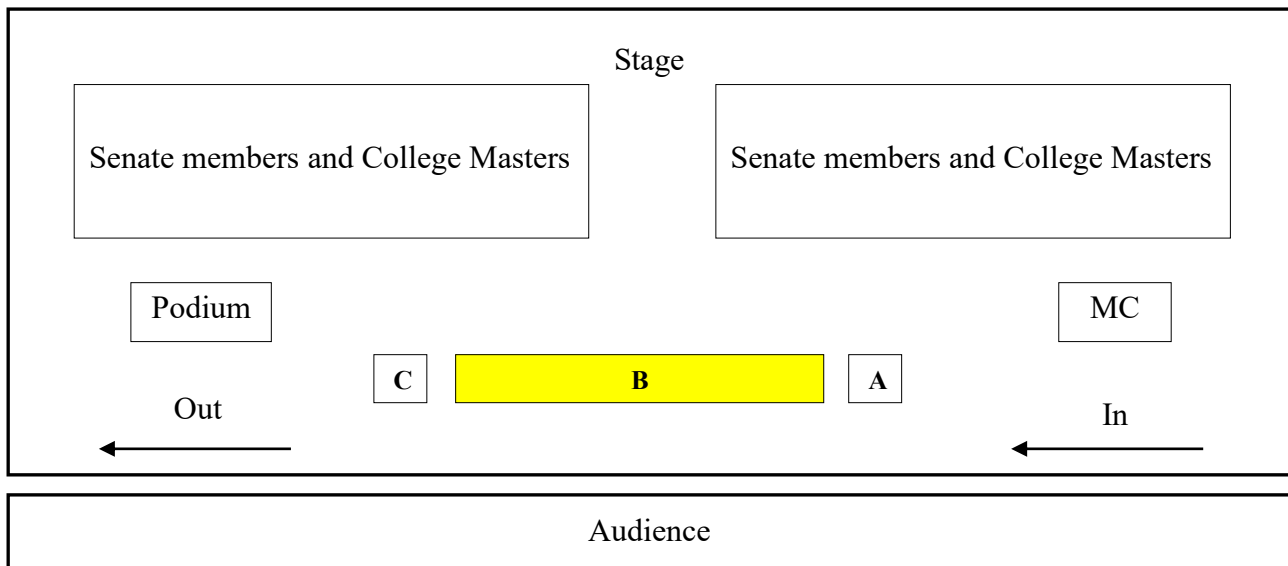 Stage
Senate members and College Masters
Senate members and College Masters
Podium
MC
C
B
A
Out
In
Audience